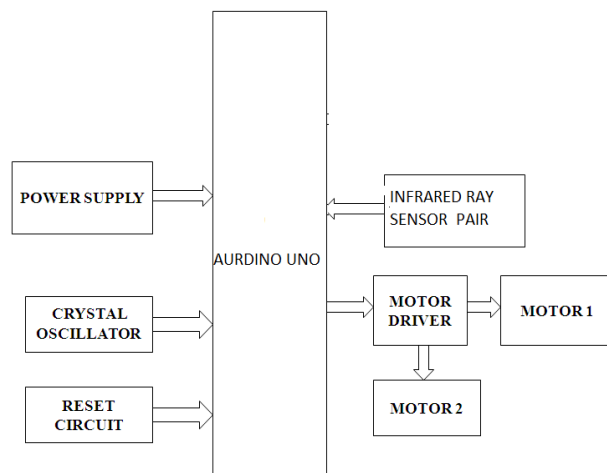 POWER SUPPLY
CRYSTAL
OSCILLATOR
RESET
CIRCUIT
AURDINO UNO
INFRARED RAY
SENSOR PAIR
MOTOR
DRIVER
MOTOR 1
MOTOR 2